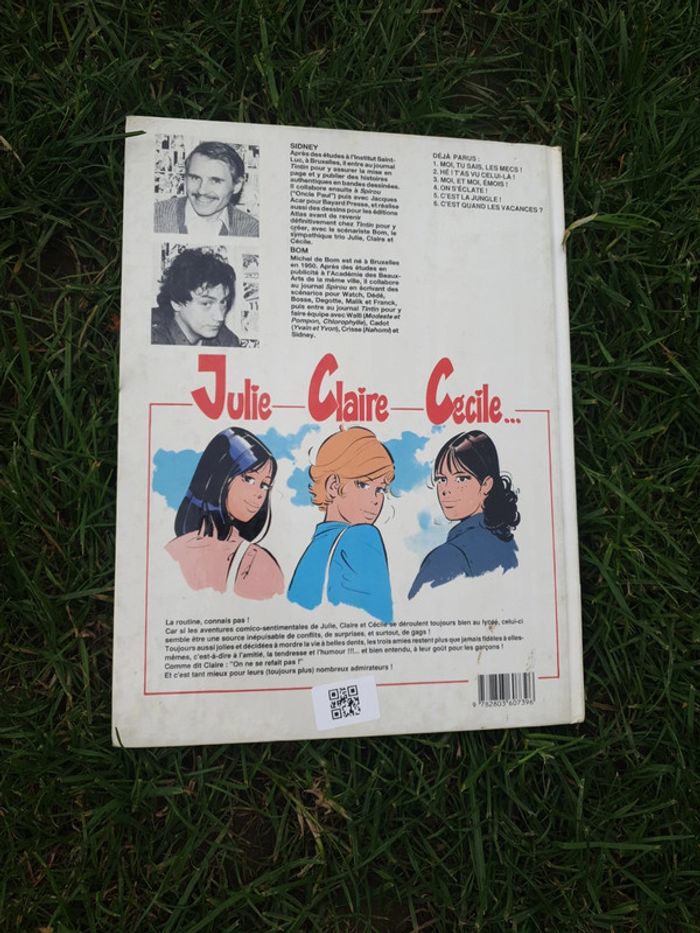 SIDNEY
Après des études à l'Institut Saint-
Luc, à Bruxelles, il entre au journal
Tintin pour y assurer la mise en
page et y publier des histoires
authentiques en bandes dessinées.
Il collabore ensuite à Spirou
("Oncle Paul") puis avec Jacques
Acar pour Bayard Presse, et réalise
aussi des dessins pour les éditions
Atlas avant de revenir
définitivement chez Tintin pour y
créer, avec le scénariste Bom, le
sympathique trio Julie, Claire et
Cécile.
BOM
Michel de Bom est né à Bruxelles
en 1950. Après des études en
publicité à l'Académie des Beaux-
Arts de la même ville, il collabore
au journal Spirou en écrivant des
scénarios pour Watch, Dédé,
Bosse, Degotte, Malik et Franck,
puis entre au journal Tintin pour y
faire équipe avec Walli (Modeste et
Pompon, Chlorophylle), Cadot
(Yvain et Yvon), Crisse (Nahomi) et
Sidney.
DÉJÀ PARUS :
1. MOI, TU SAIS, LES MECS !
2. HÉ ! T'AS VU CELUI-LÀ !
3. MOI, ET MOI, ÉMOIS !
4. ON S'ÉCLATE !
5. C'EST LA JUNGLE !
6. C'EST QUAND LES VACANCES ?
Julie Claire Cécile...
La routine, connais pas !
Car si les aventures comico-sentimentales de Julie, Claire et Cécile se déroulent toujours bien au lycée, celui-ci
semble être une source inépuisable de conflits, de surprises, et surtout, de gags !
Toujours aussi jolies et décidées à mordre la vie à belles dents, les trois amies restent plus que jamais fidèles à elles-
mêmes, c'est-à-dire à l'amitié, la tendresse et l'humour !!!... et bien entendu, à leur goût pour les garçons !
Comme dit Claire : "On ne se refait pas !"
Et c'est tant mieux pour leurs (toujours plus) nombreux admirateurs !
9 782803 607396